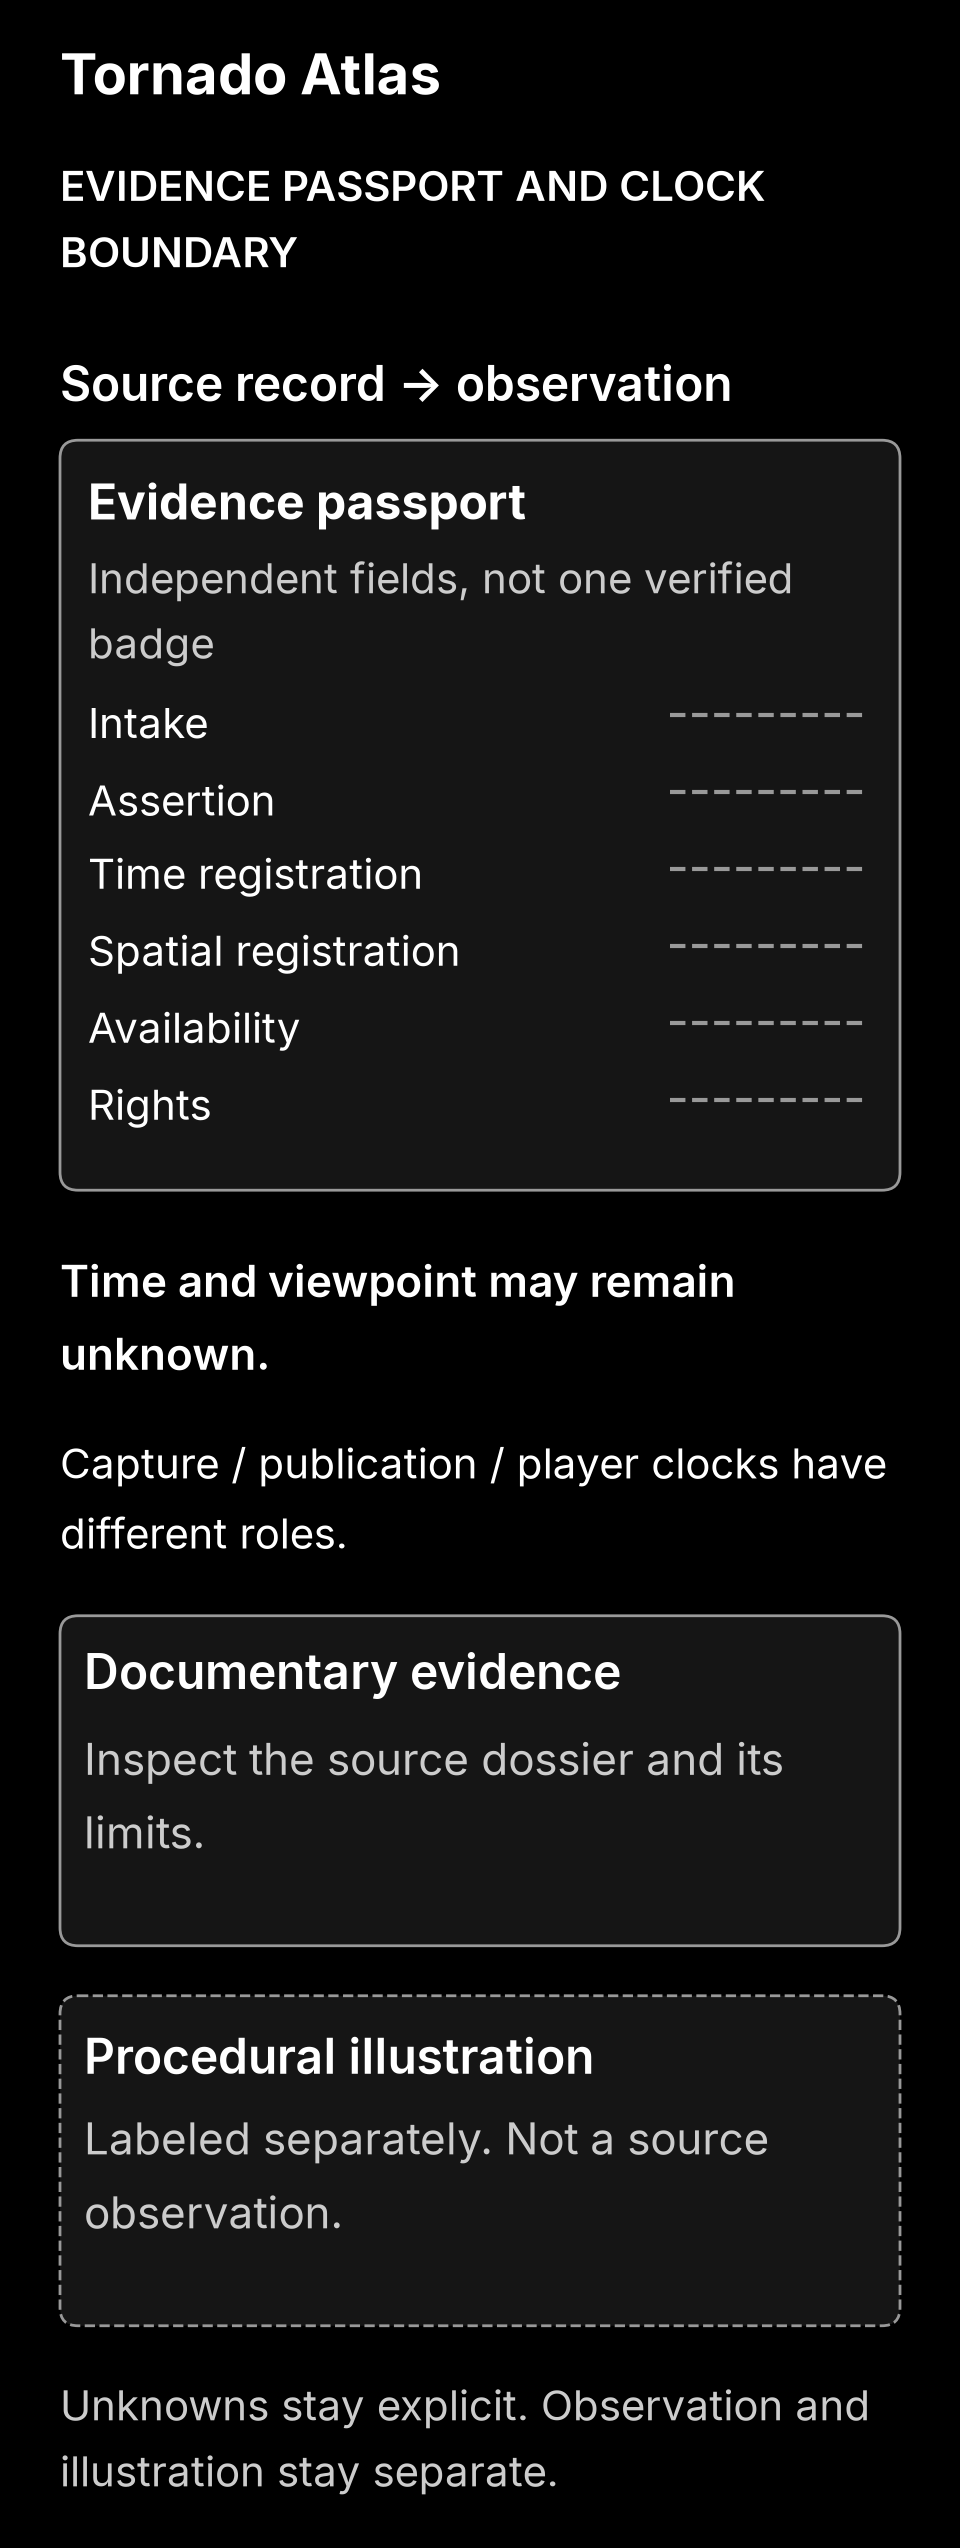 Tornado Atlas
EVIDENCE PASSPORT AND CLOCK
BOUNDARY
Source record → observation
Evidence passport
Independent fields, not one verified
badge
Intake
Assertion
Time registration
Spatial registration
Availability
Rights
Time and viewpoint may remain
unknown.
Capture / publication / player clocks have
different roles.
Documentary evidence
Inspect the source dossier and its
limits.
Procedural illustration
Labeled separately. Not a source
observation.
Unknowns stay explicit. Observation and
illustration stay separate.